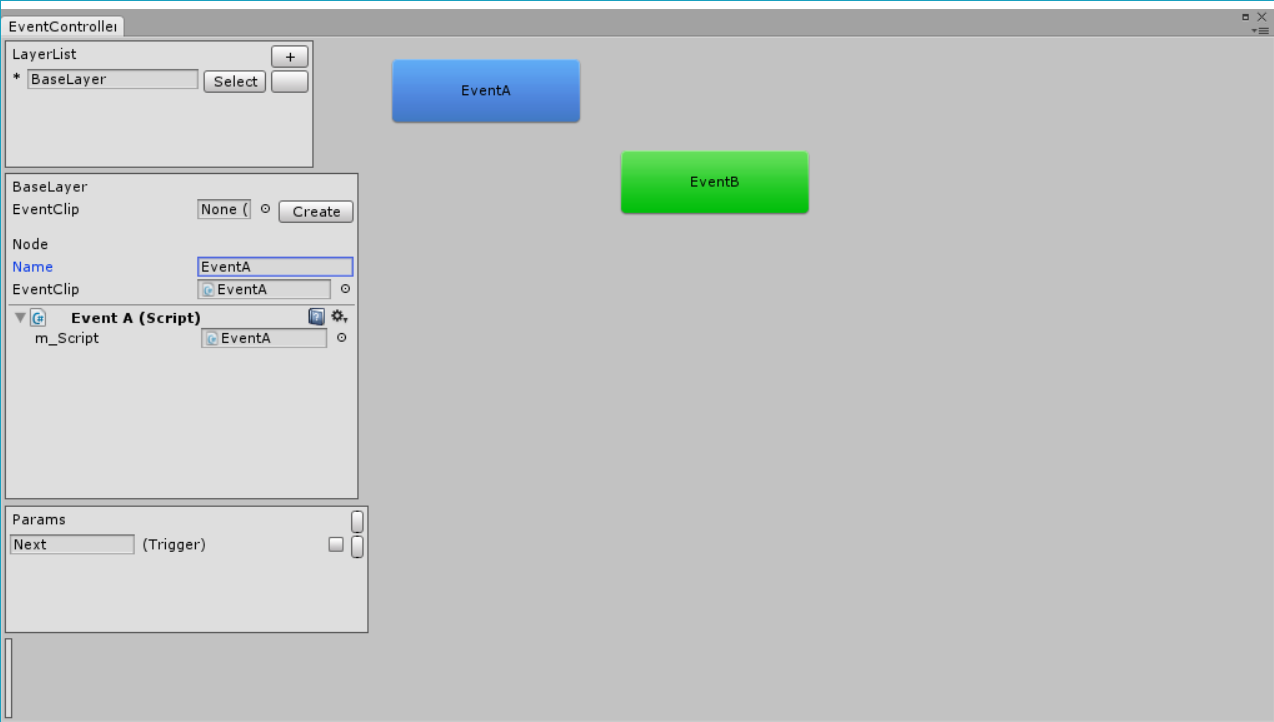 EventController
LayerList
+
* BaseLayer Select
EventA
EventB
BaseLayer
EventClip None ( Create
Node
Name EventA
EventClip EventA
Event A (Script)
m_Script EventA
Params
Next (Trigger)